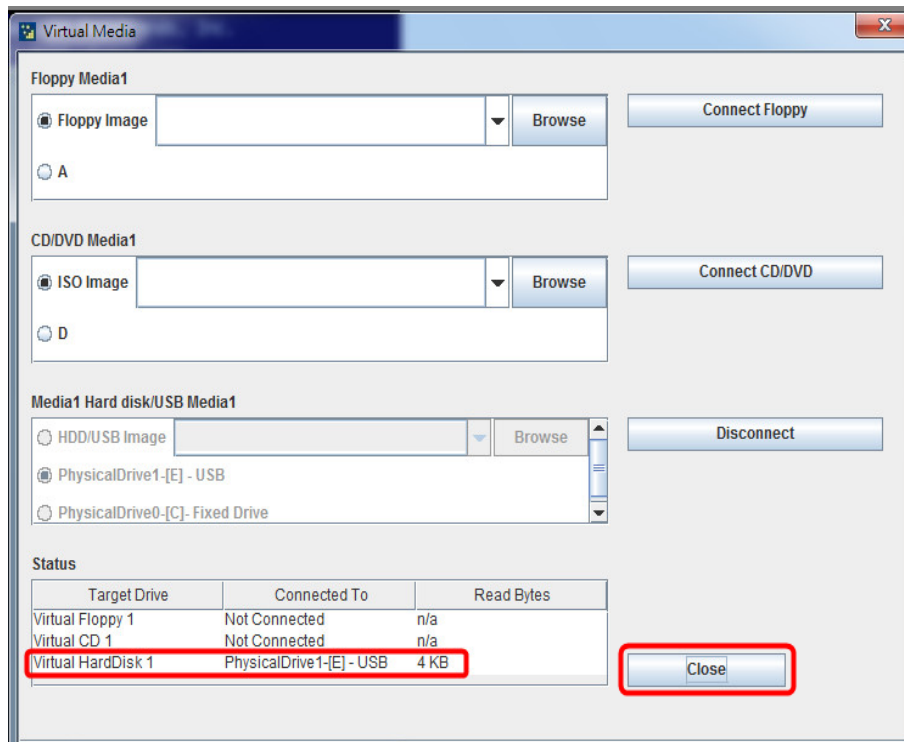 Virtual Media
Floppy Media1
Floppy Image
Browse
Connect Floppy
A
CD/DVD Media1
ISO Image
Browse
Connect CD/DVD
D
Media1 Hard disk/USB Media1
HDD/USB Image
Browse
Disconnect
PhysicalDrive1-[E] - USB
PhysicalDrive0-[C]- Fixed Drive
Status
Target Drive Connected To Read Bytes
Virtual Floppy 1 Not Connected n/a
Virtual CD 1 Not Connected n/a
Virtual HardDisk 1 PhysicalDrive1-[E] - USB 4 KB
Close